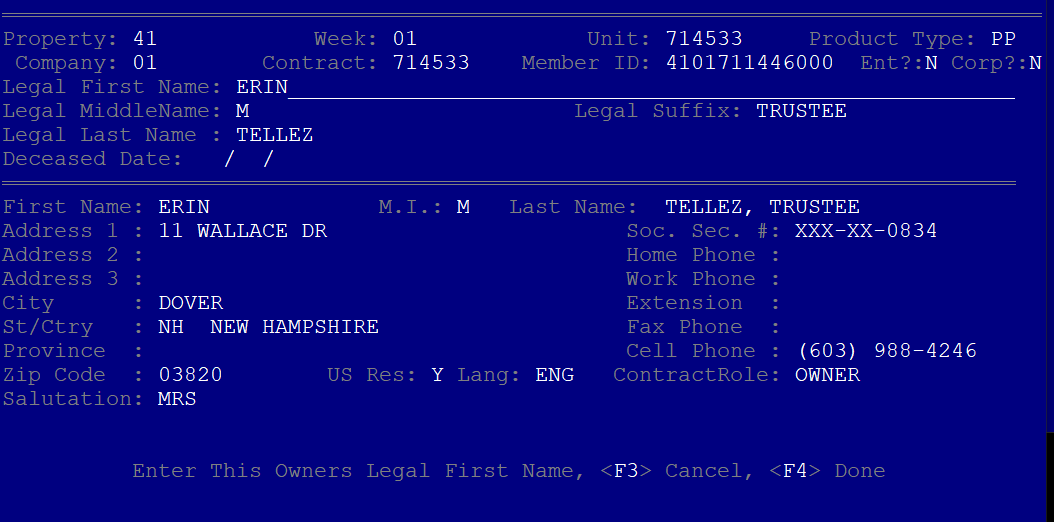 Property: 41 Week: 01 Unit: 714533 Product Type: PP
Company: 01 Contract: 714533 Member ID: 4101711446000 Ent?:N Corp?:N
Legal First Name: ERIN
Legal MiddleName: M Legal Suffix: TRUSTEE
Legal Last Name : TELLEZ
Deceased Date: / /
First Name: ERIN M.I.: M Last Name: TELLEZ, TRUSTEE
Address 1 : 11 WALLACE DR Soc. Sec. #: XXX-XX-0834
Address 2 : Home Phone :
Address 3 : Work Phone :
City : DOVER Extension :
St/Ctry : NH NEW HAMPSHIRE Fax Phone :
Province : Cell Phone : (603) 988-4246
Zip Code : 03820 US Res: Y Lang: ENG ContractRole: OWNER
Salutation: MRS
Enter This Owners Legal First Name, <F3> Cancel, <F4> Done